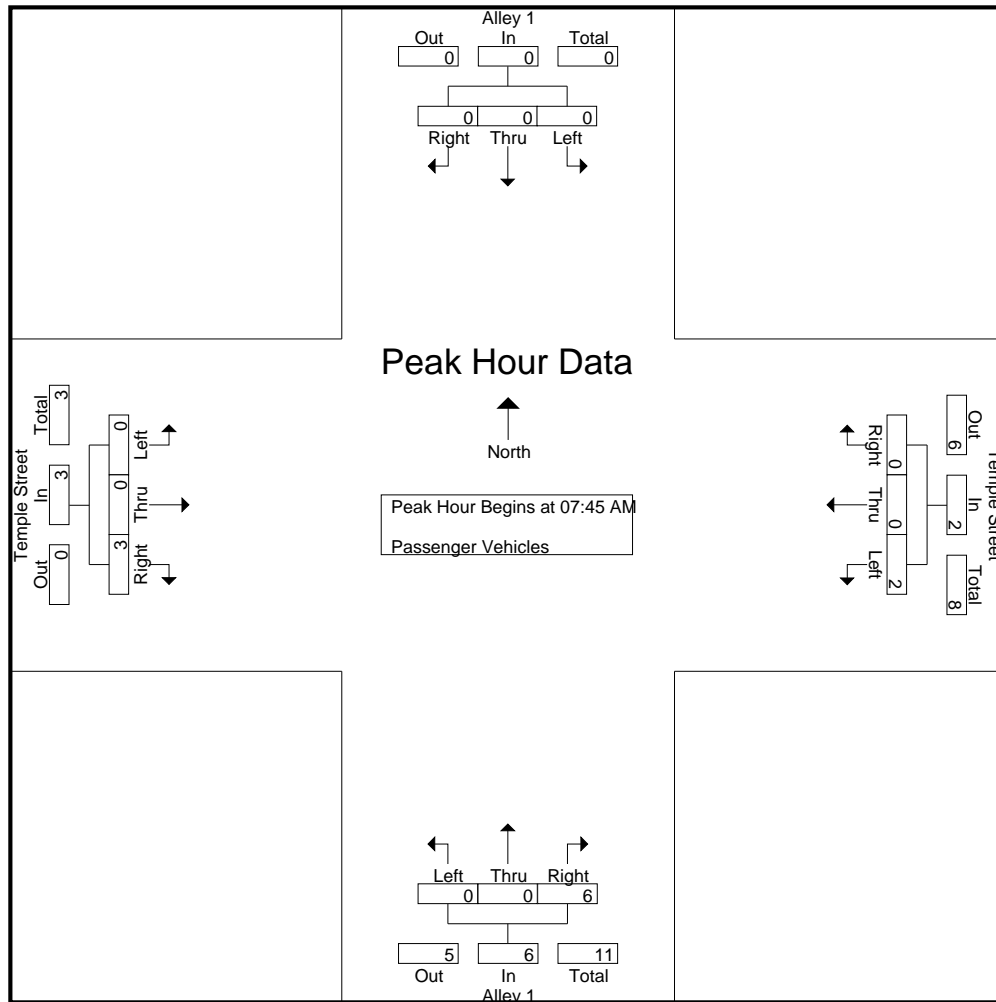 Alley 1
Out In Total
0 0 0
0 0 0
Right Thru Left
Peak Hour Data
North
Peak Hour Begins at 07:45 AM
Passenger Vehicles
Temple Street
Total In Out
3 3 0
0 0 3
Left Thru Right
Temple Street
Out In Total
6 2 8
0 0 2
Right Thru Left
Left Thru Right
0 0 6
5 6 11
Out In Total
Alley 1